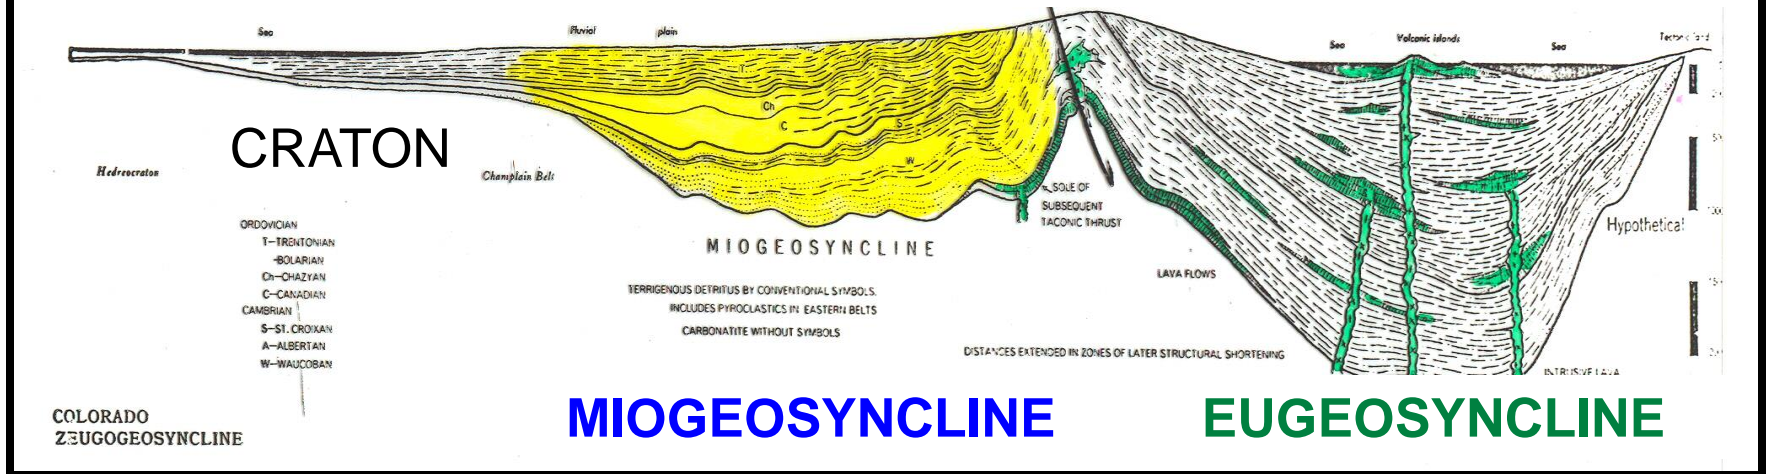 Sea
Fluvial plain
Sea
Volcanic islands
Sea
Ch
C
S
W
CRATON
Hedreocraton
Champlain Belt
SOLE OF
SUBSEQUENT
TACONIC THRUST
Hypothetical
ORDOVICIAN
T-TRENTONIAN
-BOLARIAN
Ch-CHAZYAN
C-CANADIAN
CAMBRIAN
S-ST. CROIXAN
A-ALBERTAN
W-WAUCOBAN
MIOGEOSYNCLINE
LAVA FLOWS
TERRIGENOUS DETRITUS BY CONVENTIONAL SYMBOLS.
INCLUDES PYROCLASTICS IN EASTERN BELTS
CARBONATITE WITHOUT SYMBOLS
DISTANCES EXTENDED IN ZONES OF LATER STRUCTURAL SHORTENING
INTRUSIVE LAVA
COLORADO
ZEUGOGEOSYNCLINE
MIOGEOSYNCLINE
EUGEOSYNCLINE